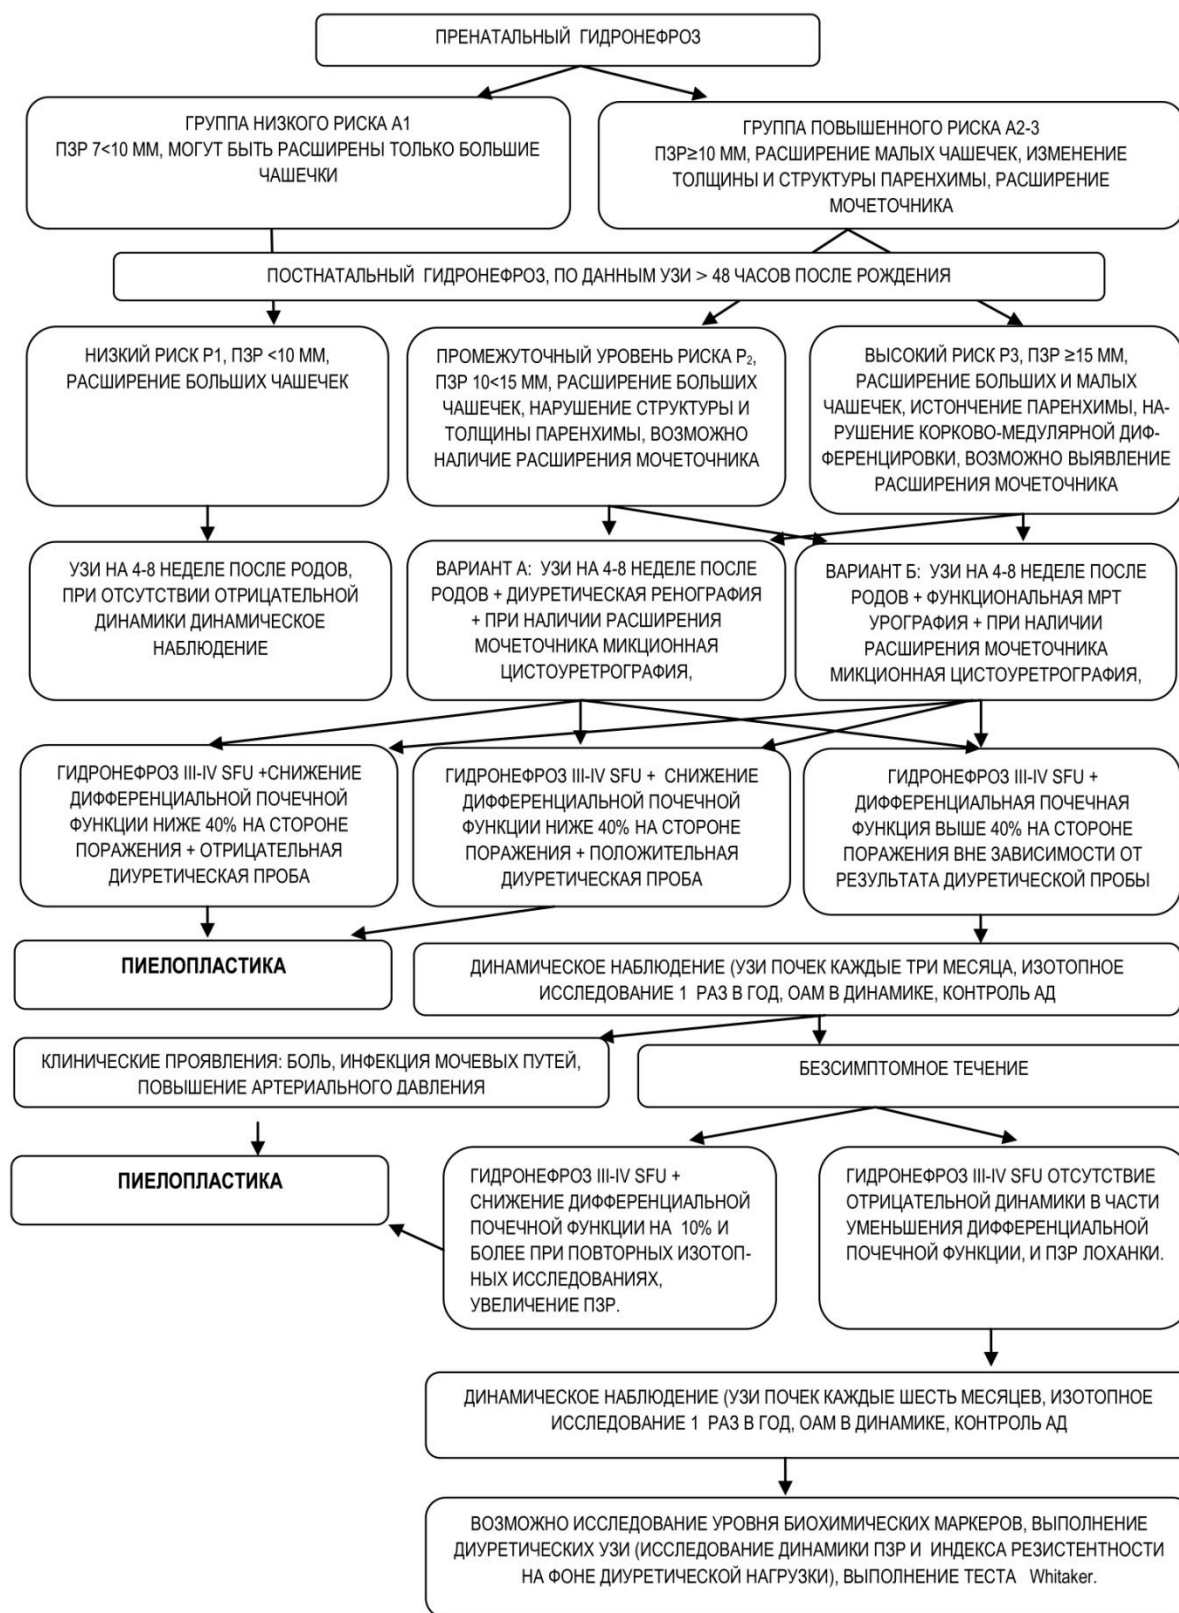 ПРЕНАТАЛЬНЫЙ ГИДРОНЕФРОЗ
ГРУППА НИЗКОГО РИСКА А1
ПЗР 7<10 ММ, МОГУТ БЫТЬ РАСШИРЕНЫ ТОЛЬКО БОЛЬШИЕ
ЧАШЕЧКИ
ГРУППА ПОВЫШЕННОГО РИСКА А2-3
ПЗР≥10 ММ, РАСШИРЕНИЕ МАЛЫХ ЧАШЕЧЕК, ИЗМЕНЕНИЕ
ТОЛЩИНЫ И СТРУКТУРЫ ПАРЕНХИМЫ, РАСШИРЕНИЕ
МОЧЕТОЧНИКА
ПОСТНАТАЛЬНЫЙ ГИДРОНЕФРОЗ, ПО ДАННЫМ УЗИ > 48 ЧАСОВ ПОСЛЕ РОЖДЕНИЯ
НИЗКИЙ РИСК Р1, ПЗР <10 ММ,
РАСШИРЕНИЕ БОЛЬШИХ ЧАШЕЧЕК
ПРОМЕЖУТОЧНЫЙ УРОВЕНЬ РИСКА Р₂,
ПЗР 10<15 ММ, РАСШИРЕНИЕ БОЛЬШИХ
ЧАШЕЧЕК, НАРУШЕНИЕ СТРУКТУРЫ И
ТОЛЩИНЫ ПАРЕНХИМЫ, ВОЗМОЖНО
НАЛИЧИЕ РАСШИРЕНИЯ МОЧЕТОЧНИКА
ВЫСОКИЙ РИСК Р3, ПЗР ≥15 ММ,
РАСШИРЕНИЕ БОЛЬШИХ И МАЛЫХ
ЧАШЕЧЕК, ИСТОНЧЕНИЕ ПАРЕНХИМЫ, НА-
РУШЕНИЕ КОРКОВО-МЕДУЛЯРНОЙ ДИФ-
ФЕРЕНЦИРОВКИ, ВОЗМОЖНО ВЫЯВЛЕНИЕ
РАСШИРЕНИЯ МОЧЕТОЧНИКА
УЗИ НА 4-8 НЕДЕЛЕ ПОСЛЕ РОДОВ,
ПРИ ОТСУТСТВИИ ОТРИЦАТЕЛЬНОЙ
ДИНАМИКИ ДИНАМИЧЕСКОЕ
НАБЛЮДЕНИЕ
ВАРИАНТ А: УЗИ НА 4-8 НЕДЕЛЕ ПОСЛЕ
РОДОВ + ДИУРЕТИЧЕСКАЯ РЕНОГРАФИЯ
+ ПРИ НАЛИЧИИ РАСШИРЕНИЯ
МОЧЕТОЧНИКА МИКЦИОННАЯ
ЦИСТОУРЕТРОГРАФИЯ,
ВАРИАНТ Б: УЗИ НА 4-8 НЕДЕЛЕ ПОСЛЕ
РОДОВ + ФУНКЦИОНАЛЬНАЯ МРТ
УРОГРАФИЯ + ПРИ НАЛИЧИИ
РАСШИРЕНИЯ МОЧЕТОЧНИКА
МИКЦИОННАЯ ЦИСТОУРЕТРОГРАФИЯ,
ГИДРОНЕФРОЗ III-IV SFU +СНИЖЕНИЕ
ДИФФЕРЕНЦИАЛЬНОЙ ПОЧЕЧНОЙ
ФУНКЦИИ НИЖЕ 40% НА СТОРОНЕ
ПОРАЖЕНИЯ + ОТРИЦАТЕЛЬНАЯ
ДИУРЕТИЧЕСКАЯ ПРОБА
ГИДРОНЕФРОЗ III-IV SFU + СНИЖЕНИЕ
ДИФФЕРЕНЦИАЛЬНОЙ ПОЧЕЧНОЙ
ФУНКЦИИ НИЖЕ 40% НА СТОРОНЕ
ПОРАЖЕНИЯ + ПОЛОЖИТЕЛЬНАЯ
ДИУРЕТИЧЕСКАЯ ПРОБА
ГИДРОНЕФРОЗ III-IV SFU +
ДИФФЕРЕНЦИАЛЬНАЯ ПОЧЕЧНАЯ
ФУНКЦИЯ ВЫШЕ 40% НА СТОРОНЕ
ПОРАЖЕНИЯ ВНЕ ЗАВИСИМОСТИ ОТ
РЕЗУЛЬТАТА ДИУРЕТИЧЕСКОЙ ПРОБЫ
ПИЕЛОПЛАСТИКА
ДИНАМИЧЕСКОЕ НАБЛЮДЕНИЕ (УЗИ ПОЧЕК КАЖДЫЕ ТРИ МЕСЯЦА, ИЗОТОПНОЕ
ИССЛЕДОВАНИЕ 1 РАЗ В ГОД, ОАМ В ДИНАМИКЕ, КОНТРОЛЬ АД
КЛИНИЧЕСКИЕ ПРОЯВЛЕНИЯ: БОЛЬ, ИНФЕКЦИЯ МОЧЕВЫХ ПУТЕЙ,
ПОВЫШЕНИЕ АРТЕРИАЛЬНОГО ДАВЛЕНИЯ
БЕЗСИМПТОМНОЕ ТЕЧЕНИЕ
ПИЕЛОПЛАСТИКА
ГИДРОНЕФРОЗ III-IV SFU +
СНИЖЕНИЕ ДИФФЕРЕНЦИАЛЬНОЙ
ПОЧЕЧНОЙ ФУНКЦИИ НА 10% И
БОЛЕЕ ПРИ ПОВТОРНЫХ ИЗОТОП-
НЫХ ИССЛЕДОВАНИЯХ,
УВЕЛИЧЕНИЕ ПЗР.
ГИДРОНЕФРОЗ III-IV SFU ОТСУТСТВИЕ
ОТРИЦАТЕЛЬНОЙ ДИНАМИКИ В ЧАСТИ
УМЕНЬШЕНИЯ ДИФФЕРЕНЦИАЛЬНОЙ
ПОЧЕЧНОЙ ФУНКЦИИ, И ПЗР ЛОХАНКИ.
ДИНАМИЧЕСКОЕ НАБЛЮДЕНИЕ (УЗИ ПОЧЕК КАЖДЫЕ ШЕСТЬ МЕСЯЦЕВ, ИЗОТОПНОЕ
ИССЛЕДОВАНИЕ 1 РАЗ В ГОД, ОАМ В ДИНАМИКЕ, КОНТРОЛЬ АД
ВОЗМОЖНО ИССЛЕДОВАНИЕ УРОВНЯ БИОХИМИЧЕСКИХ МАРКЕРОВ, ВЫПОЛНЕНИЕ
ДИУРЕТИЧЕСКИХ УЗИ (ИССЛЕДОВАНИЕ ДИНАМИКИ ПЗР И ИНДЕКСА РЕЗИСТЕНТНОСТИ
НА ФОНЕ ДИУРЕТИЧЕСКОЙ НАГРУЗКИ), ВЫПОЛНЕНИЕ ТЕСТА Whitaker.